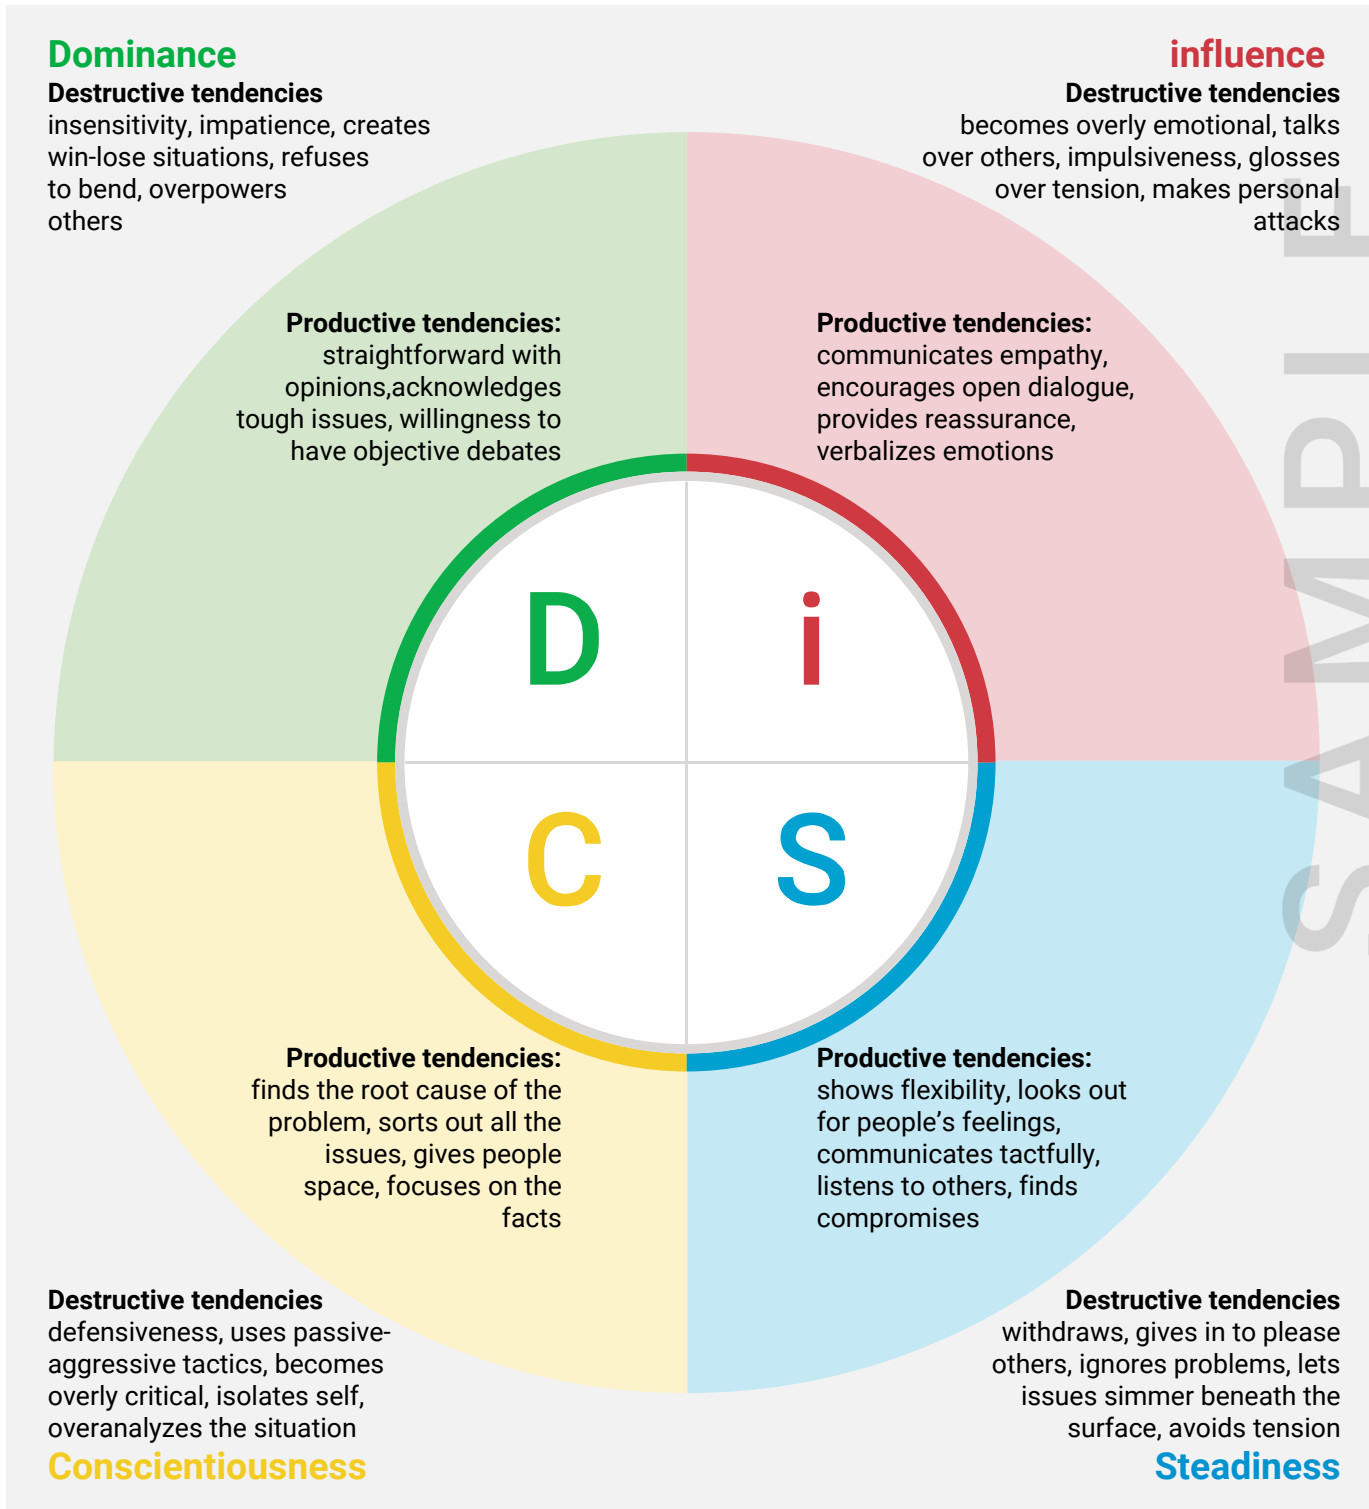 Dominance
Destructive tendencies
insensitivity, impatience, creates
win-lose situations, refuses
to bend, overpowers
others
influence
Destructive tendencies
becomes overly emotional, talks
over others, impulsiveness, glosses
over tension, makes personal
attacks
Productive tendencies:
straightforward with
opinions,acknowledges
tough issues, willingness to
have objective debates
Productive tendencies:
communicates empathy,
encourages open dialogue,
provides reassurance,
verbalizes emotions
D
i
C
S
Productive tendencies:
finds the root cause of the
problem, sorts out all the
issues, gives people
space, focuses on the
facts
Productive tendencies:
shows flexibility, looks out
for people’s feelings,
communicates tactfully,
listens to others, finds
compromises
Destructive tendencies
defensiveness, uses passive-
aggressive tactics, becomes
overly critical, isolates self,
overanalyzes the situation
Conscientiousness
Destructive tendencies
withdraws, gives in to please
others, ignores problems, lets
issues simmer beneath the
surface, avoids tension
Steadiness
SAMPLE